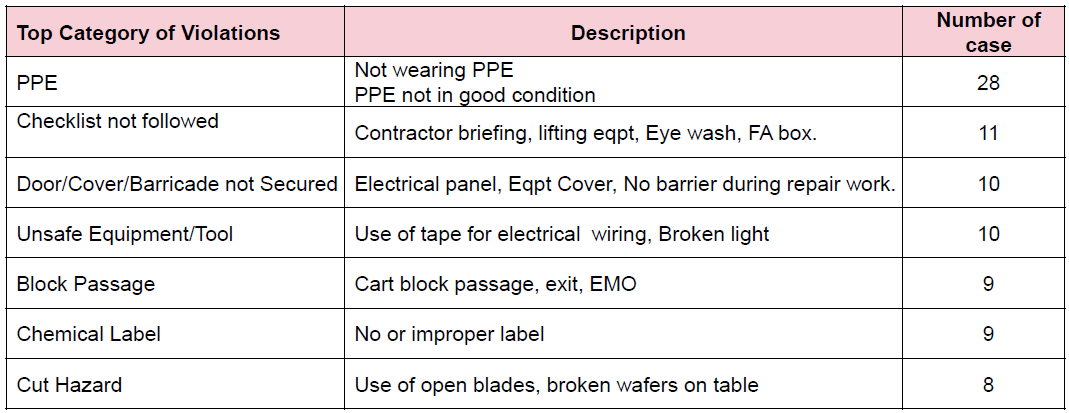 Top Category of Violations Description Number of case
PPE Not wearing PPE
PPE not in good condition 28
Checklist not followed Contractor briefing, lifting eqpt, Eye wash, FA box. 11
Door/Cover/Barricade not Secured Electrical panel, Eqpt Cover, No barrier during repair work. 10
Unsafe Equipment/Tool Use of tape for electrical  wiring, Broken light 10
Block Passage Cart block passage, exit, EMO 9
Chemical Label No or improper label 9
Cut Hazard Use of open blades, broken wafers on table 8